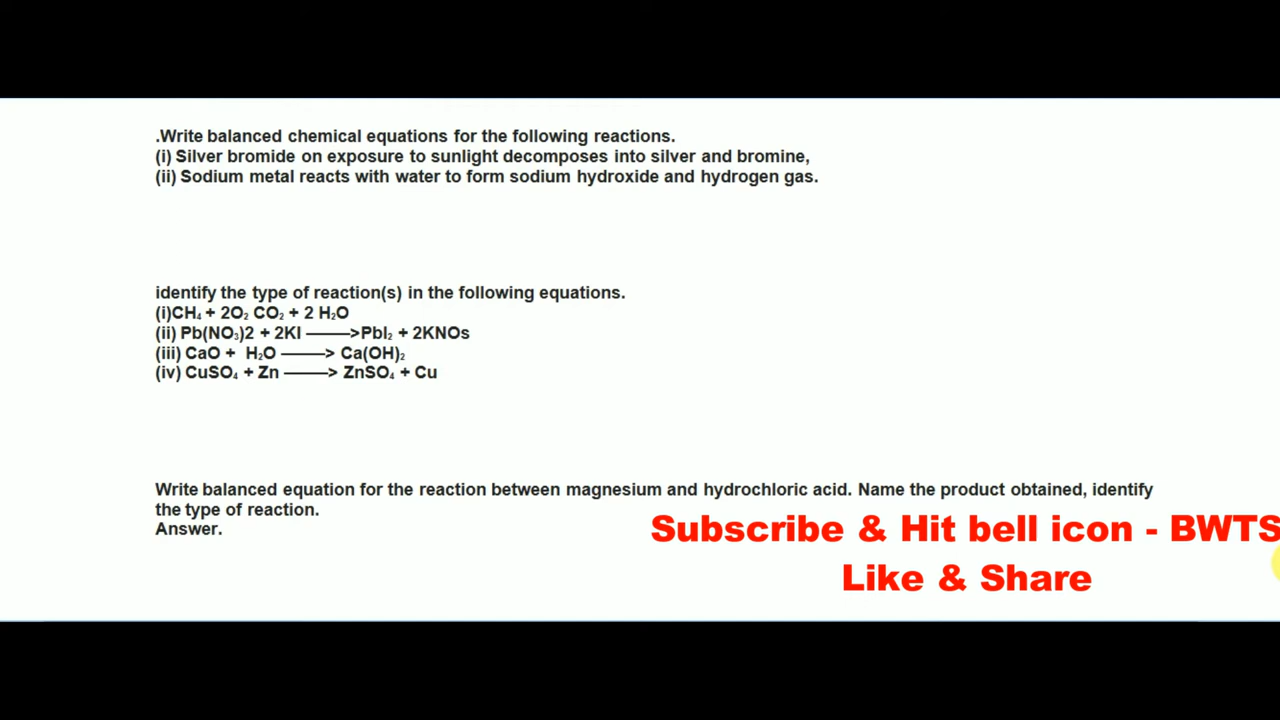 .Write balanced chemical equations for the following reactions.
(i) Silver bromide on exposure to sunlight decomposes into silver and bromine,
(ii) Sodium metal reacts with water to form sodium hydroxide and hydrogen gas.
identify the type of reaction(s) in the following equations.
(i)CH₄ + 2O₂ CO₂ + 2 H₂O
(ii) Pb(NO₃)2 + 2KI ———>PbI₂ + 2KNOs
(iii) CaO + H₂O ———> Ca(OH)₂
(iv) CuSO₄ + Zn ———> ZnSO₄ + Cu
Write balanced equation for the reaction between magnesium and hydrochloric acid. Name the product obtained, identify
the type of reaction.
Answer.
Subscribe & Hit bell icon - BWTS
Like & Share